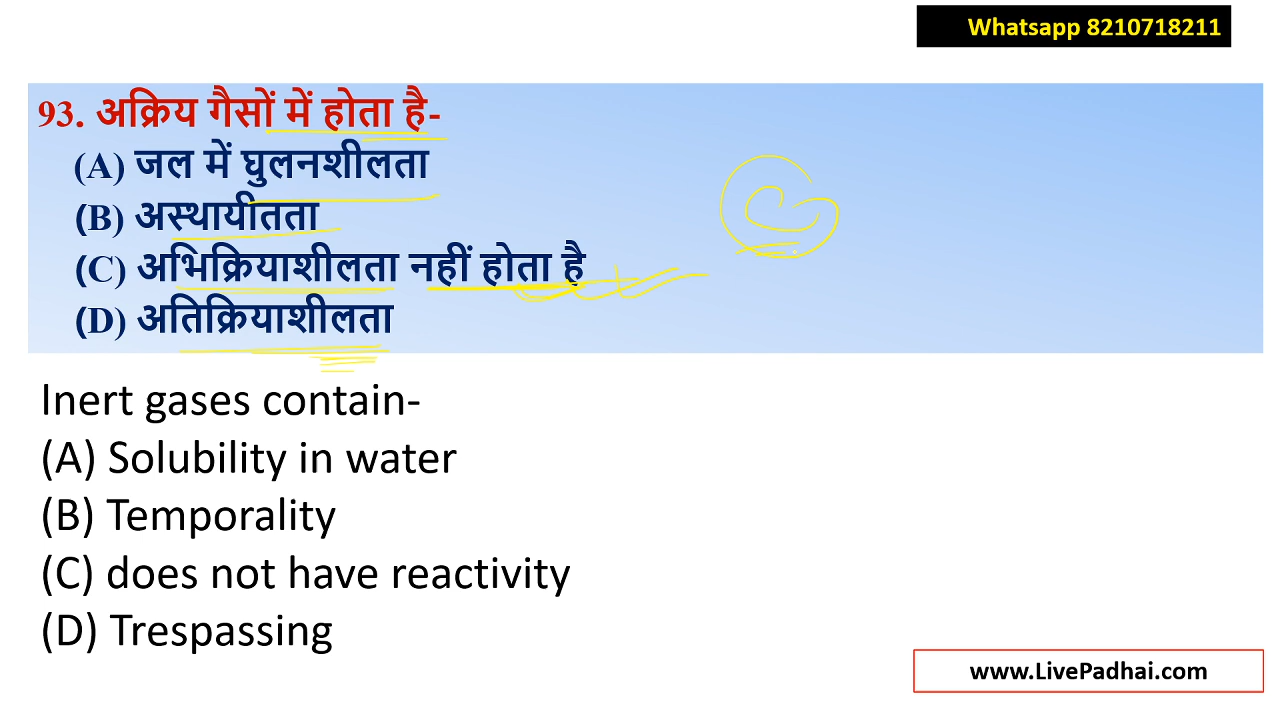 Whatsapp 8210718211
93. अक्रिय गैसों में होता है-
(A) जल में घुलनशीलता
(B) अस्थायीतता
(C) अभिक्रियाशीलता नहीं होता है
(D) अतिक्रियाशीलता
Inert gases contain-
(A) Solubility in water
(B) Temporality
(C) does not have reactivity
(D) Trespassing
www.LivePadhai.com